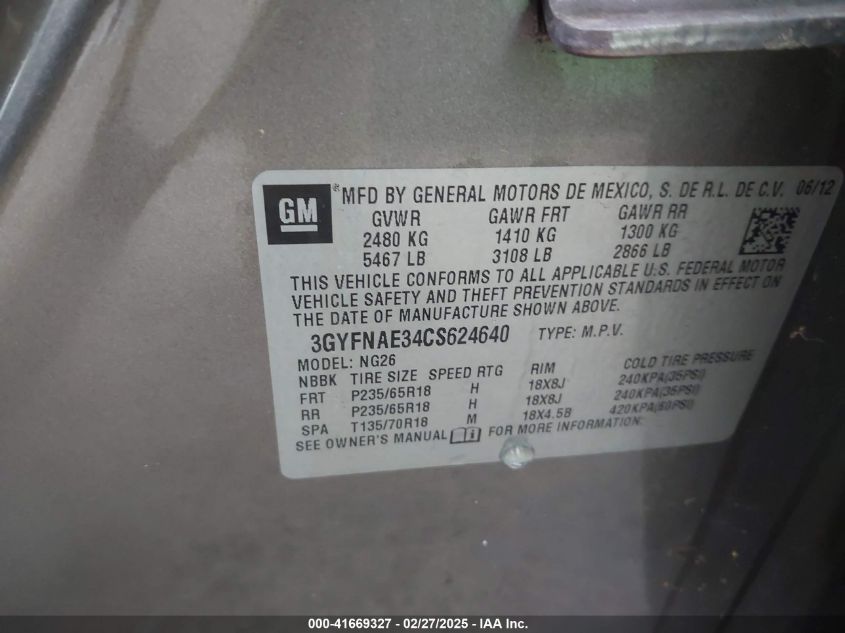 GM
® MFD BY GENERAL MOTORS DE MEXICO, S. DE R.L. DE C.V. 06/12
GVWR GAWR FRT GAWR RR
2480 KG 1410 KG 1300 KG
5467 LB 3108 LB 2866 LB
THIS VEHICLE CONFORMS TO ALL APPLICABLE U.S. FEDERAL MOTOR
VEHICLE SAFETY AND THEFT PREVENTION STANDARDS IN EFFECT ON
THE DATE OF MANUFACTURE SHOWN ABOVE.
3GYFNAE34CS624640 TYPE: M.P.V.
MODEL: NG26
NBBK TIRE SIZE SPEED RTG RIM COLD TIRE PRESSURE
FRT P235/65R18 H 18X8J 240KPA(35PSI)
RR P235/65R18 H 18X8J 240KPA(35PSI)
SPA T135/70R18 M 18X4.5B 420KPA(60PSI)
SEE OWNER'S MANUAL FOR MORE INFORMATION:
000-41669327 - 02/27/2025 - IAA Inc.